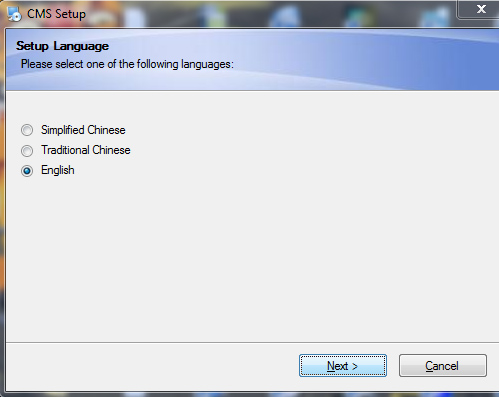 CMS Setup
Setup Language
Please select one of the following languages:
Simplified Chinese
Traditional Chinese
English
Next >
Cancel